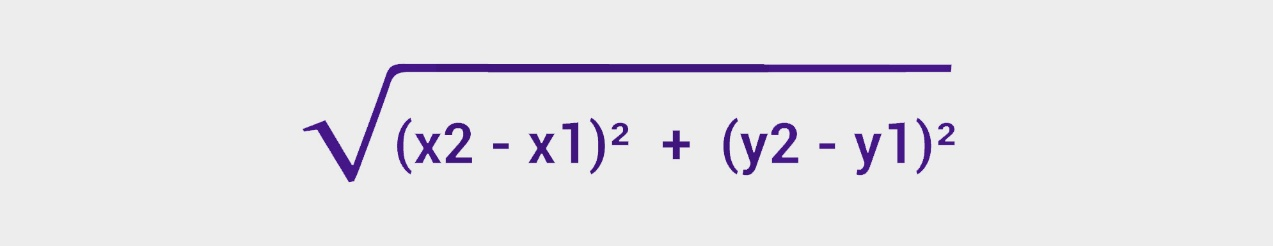 √(x2 - x1)² + (y2 - y1)²